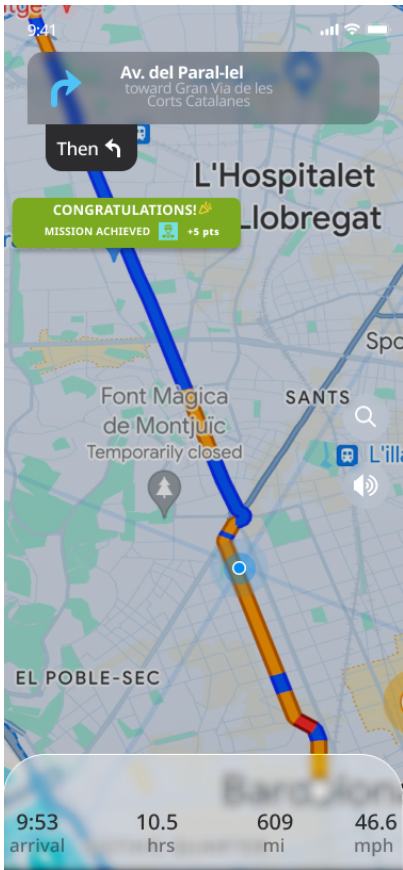 9:41
Av. del Paral-lel
toward Gran Via de les
Corts Catalanes
Then
L'Hospitalet
Llobregat
CONGRATULATIONS!
MISSION ACHIEVED +5 pts
Spo
Font Màgica
de Montjuïc
Temporarily closed
SANTS
L'illa
EL POBLE-SEC
9:53
arrival
10.5
hrs
609
mi
46.6
mph